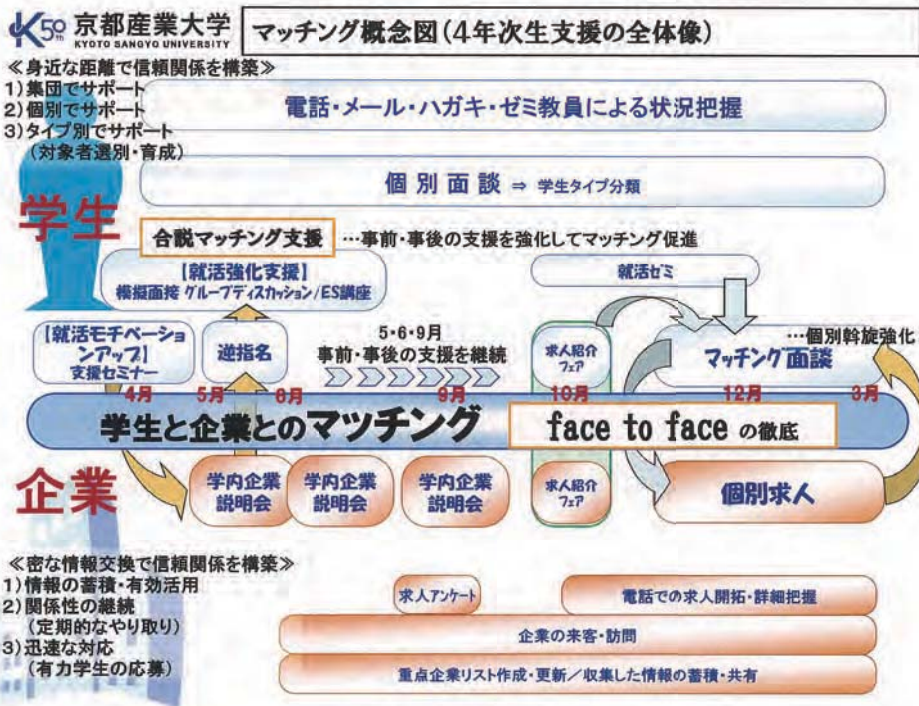 K50th 京都産業大学
KYOTO SANGYO UNIVERSITY
マッチング概念図(4年次生支援の全体像)
≪身近な距離で信頼関係を構築≫
1)集団でサポート
2)個別でサポート
3)タイプ別でサポート
(対象者選別・育成)
電話・メール・ハガキ・ゼミ教員による状況把握
個別面談 ⇒ 学生タイプ分類
学生
合説マッチング支援 …事前・事後の支援を強化してマッチング促進
【就活強化支援】
模擬面接 グループディスカッション/ES講座
就活ゼミ
【就活モチベーショ
ンアップ】
支援セミナー
逆指名
5・6・9月
事前・事後の支援を継続
求人紹介
フェア
…個別斡旋強化
マッチング面談
4月 5月 6月 9月 10月 12月 3月
学生と企業とのマッチング face to face の徹底
企業
学内企業
説明会
学内企業
説明会
学内企業
説明会
求人紹介
フェア
個別求人
≪密な情報交換で信頼関係を構築≫
1)情報の蓄積・有効活用
2)関係性の継続
(定期的なやり取り)
3)迅速な対応
(有力学生の応募)
求人アンケート
電話での求人開拓・詳細把握
企業の来客・訪問
重点企業リスト作成・更新/収集した情報の蓄積・共有